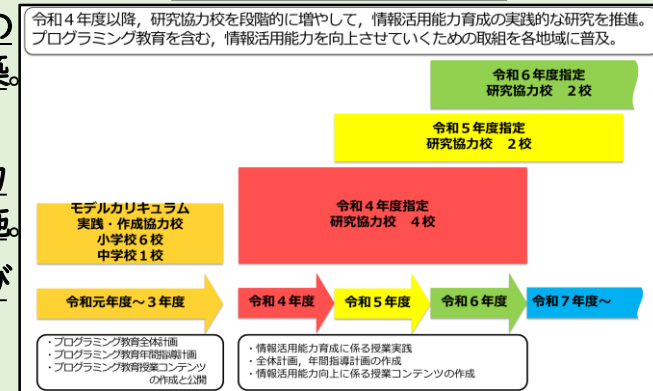 令和４年度以降，研究協力校を段階的に増やして，情報活用能力育成の実践的な研究を推進。
プログラミング教育を含む，情報活用能力を向上させていくための取組を各地域に普及。
令和６年度指定
研究協力校　２校
令和５年度指定
研究協力校　２校
令和４年度指定
研究協力校　４校
モデルカリキュラム
実践・作成協力校
小学校６校
中学校１校
令和元年度～３年度
令和４年度
令和５年度
令和６年度
令和７年度～
・プログラミング教育全体計画
・プログラミング教育年間指導計画
・プログラミング教育授業コンテンツ
の作成と公開
・情報活用能力育成に係る授業実践
・全体計画，年間指導計画の作成
・情報活用能力向上に係る授業コンテンツの作成